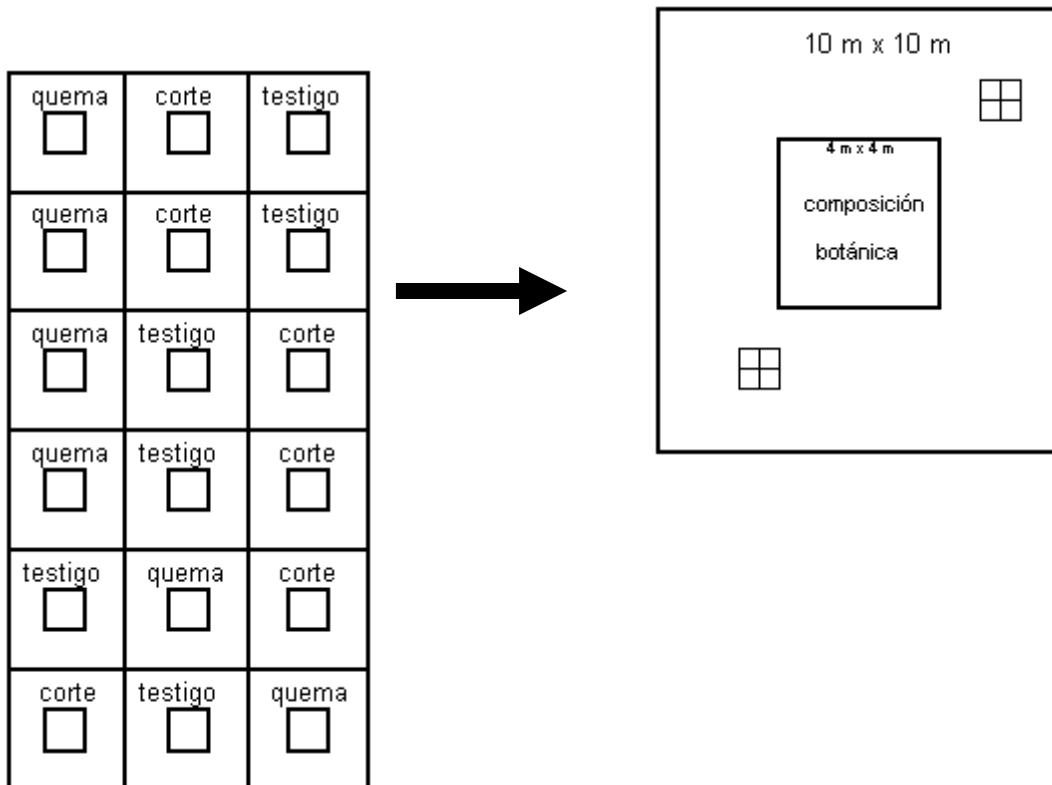 quema corte testigo
quema corte testigo
quema testigo corte
quema testigo corte
testigo quema corte
corte testigo quema
10 m x 10 m
4 m x 4 m
composición
botánica